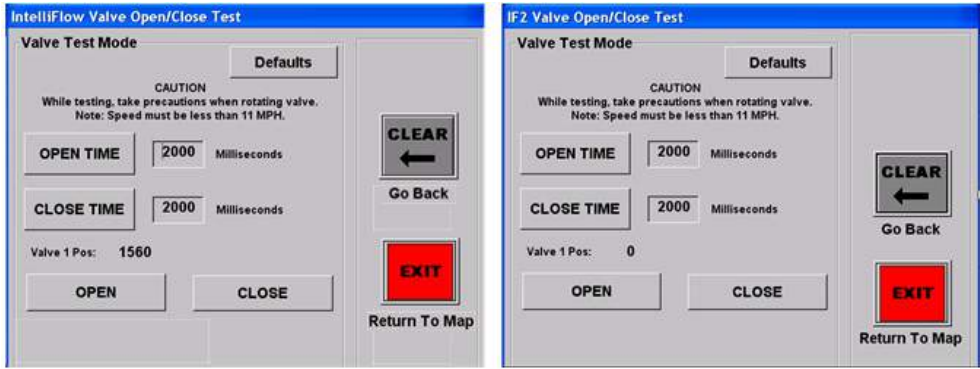 IntelliFlow Valve Open/Close Test
Valve Test Mode
Defaults
CAUTION
While testing, take precautions when rotating valve.
Note: Speed must be less than 11 MPH.
OPEN TIME 2000 Milliseconds
CLOSE TIME 2000 Milliseconds
Valve 1 Pos: 1560
OPEN CLOSE
CLEAR
Go Back
EXIT
Return To Map
IF2 Valve Open/Close Test
Valve Test Mode
Defaults
CAUTION
While testing, take precautions when rotating valve.
Note: Speed must be less than 11 MPH.
OPEN TIME 2000 Milliseconds
CLOSE TIME 2000 Milliseconds
Valve 1 Pos: 0
OPEN CLOSE
CLEAR
Go Back
EXIT
Return To Map